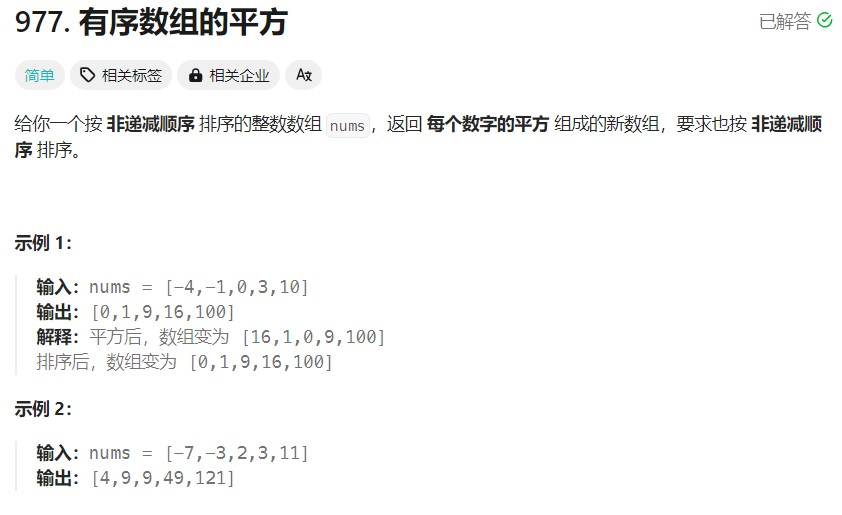 977. 有序数组的平方
已解答
简单 相关标签 相关企业 Az
给你一个按 非递减顺序 排序的整数数组 nums，返回 每个数字的平方 组成的新数组，要求也按 非递减顺
序 排序。
示例 1：
输入：nums = [-4,-1,0,3,10]
输出：[0,1,9,16,100]
解释：平方后，数组变为 [16,1,0,9,100]
排序后，数组变为 [0,1,9,16,100]
示例 2：
输入：nums = [-7,-3,2,3,11]
输出：[4,9,9,49,121]